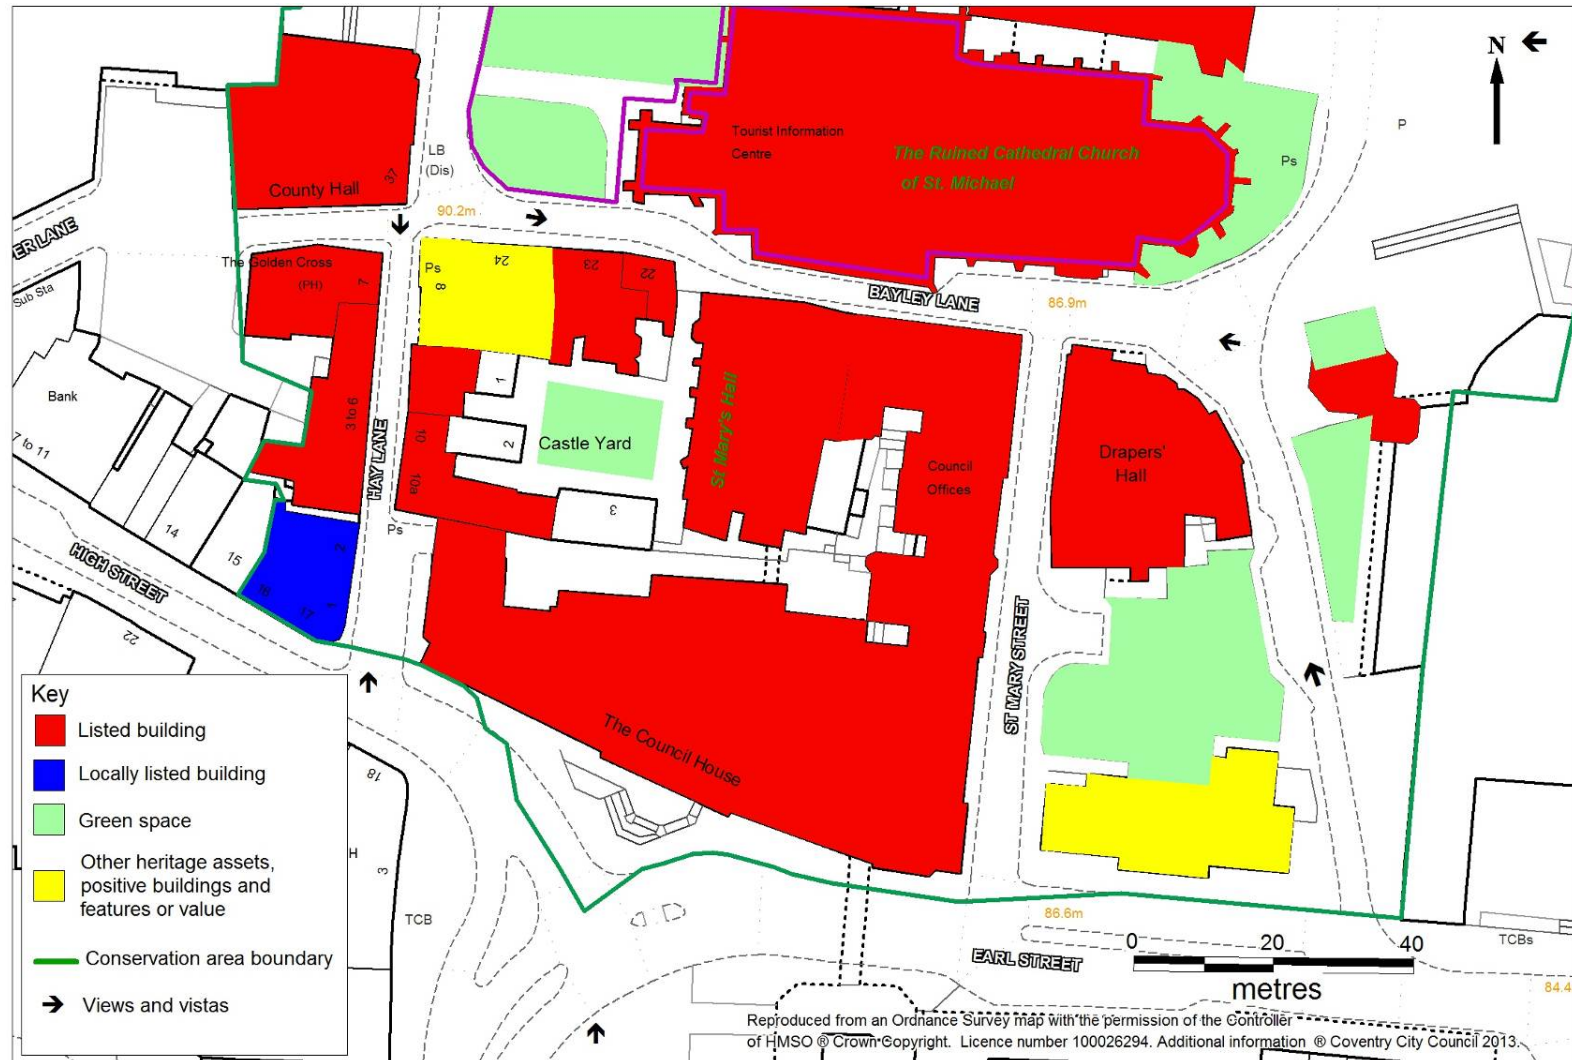 N
P
Tourist Information
Centre
The Ruined Cathedral Church
of St. Michael
Ps
LB
(Dis)
37
County Hall
90.2m
The Golden Cross
(PH)
7
ER LANE
Sub Sta
Ps
8
24
23
22
BAYLEY LANE
86.9m
Bank
7 to 11
3 to 6
HAY LANE
1
2
10
10a
3
Castle Yard
St Mary's Hall
Council
Offices
Drapers'
Hall
Ps
14
15
16
17
2
HIGH STREET
22
ST MARY STREET
The Council House
18
H
3
TCB
86.6m
EARL STREET
TCBs
84.4
Key
Listed building
Locally listed building
Green space
Other heritage assets,
positive buildings and
features or value
Conservation area boundary
Views and vistas
0 20 40
metres
Reproduced from an Ordnance Survey map with the permission of the Controller
of HMSO ® Crown Copyright. Licence number 100026294. Additional information ® Coventry City Council 2013.